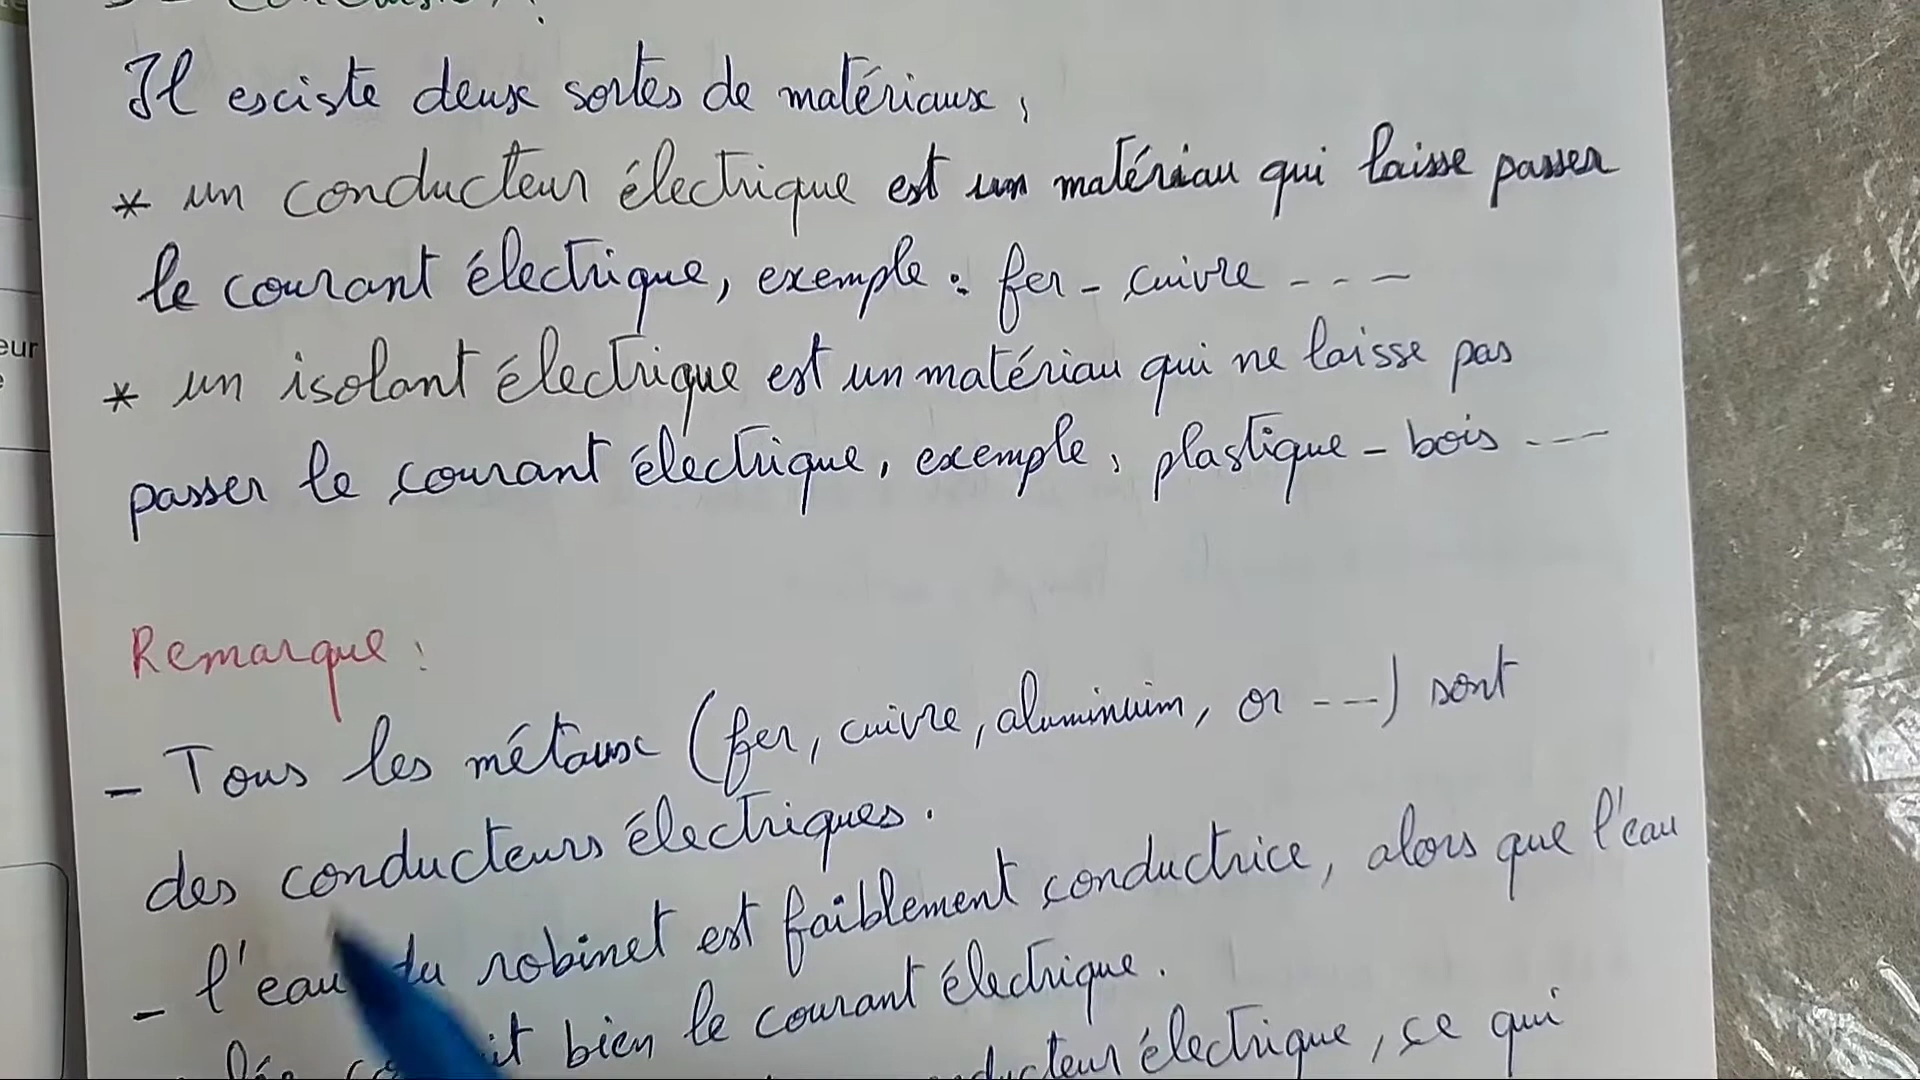 Il existe deux sortes de matériaux :
* un conducteur électrique est un matériau qui laisse passer
le courant électrique, exemple : fer - cuivre - - -
* un isolant électrique est un matériau qui ne laisse pas
passer le courant électrique, exemple : plastique - bois - - -
Remarque :
- Tous les métaux (fer, cuivre, aluminium, or - - -) sont
des conducteurs électriques.
- l'eau du robinet est faiblement conductrice, alors que l'eau
bien le courant électrique.
électrique, ce qui
eur